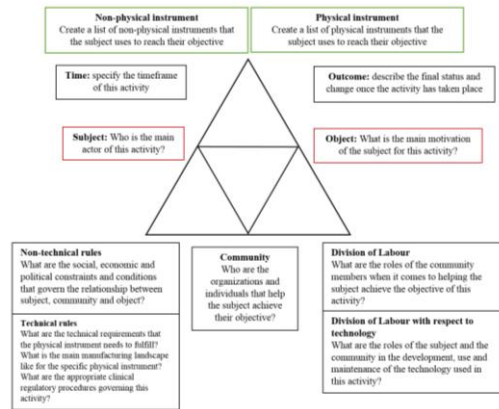 Non-physical instrument
Create a list of non-physical instruments that
the subject uses to reach their objective
Physical instrument
Create a list of physical instruments that the
subject uses to reach their objective
Time: specify the timeframe
of this activity
Outcome: describe the final status and
change once the activity has taken place
Subject: Who is the main
actor of this activity?
Object: What is the main motivation
of the subject for this activity?
Non-technical rules
What are the social, economic and
political constraints and conditions
that govern the relationship between
subject, community and object?
Technical rules
What are the technical requirements that
the physical instrument needs to fulfill?
What is the main manufacturing landscape
like for the specific physical instrument?
What are the appropriate clinical
regulatory procedures governing this
activity?
Community
Who are the
organizations and
individuals that help
the subject achieve
their objective?
Division of Labour
What are the roles of the community
members when it comes to helping the
subject achieve the objective of this
activity?
Division of Labour with respect to
technology
What are the roles of the subject and the
community in the development, use and
maintenance of the technology used in
this activity?